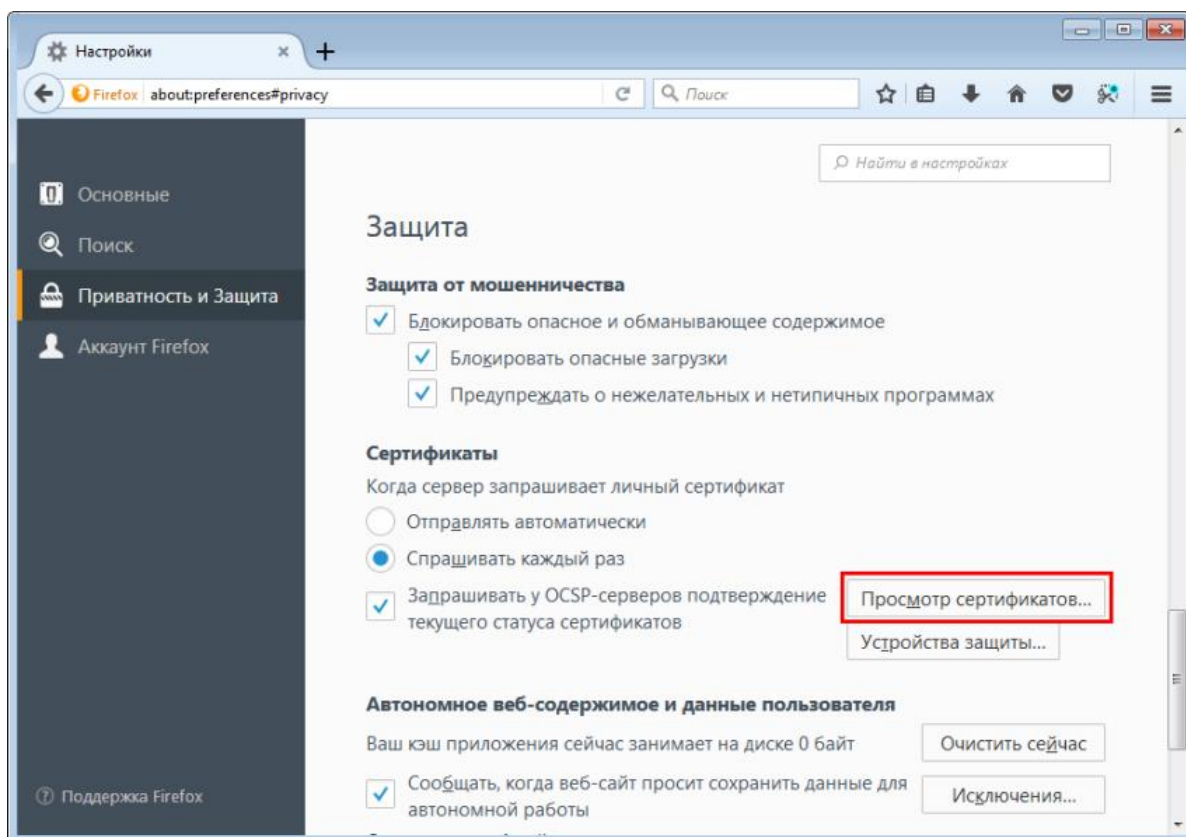 Настройки
Firefox about:preferences#privacy
Поиск
Найти в настройках
Основные
Поиск
Приватность и Защита
Аккаунт Firefox
Поддержка Firefox
Защита
Защита от мошенничества
Блокировать опасное и обманывающее содержимое
Блокировать опасные загрузки
Предупреждать о нежелательных и нетипичных программах
Сертификаты
Когда сервер запрашивает личный сертификат
Отправлять автоматически
Спрашивать каждый раз
Запрашивать у OCSP-серверов подтверждение
текущего статуса сертификатов
Просмотр сертификатов...
Устройства защиты...
Автономное веб-содержимое и данные пользователя
Ваш кэш приложения сейчас занимает на диске 0 байт
Очистить сейчас
Сообщать, когда веб-сайт просит сохранить данные для
автономной работы
Исключения...